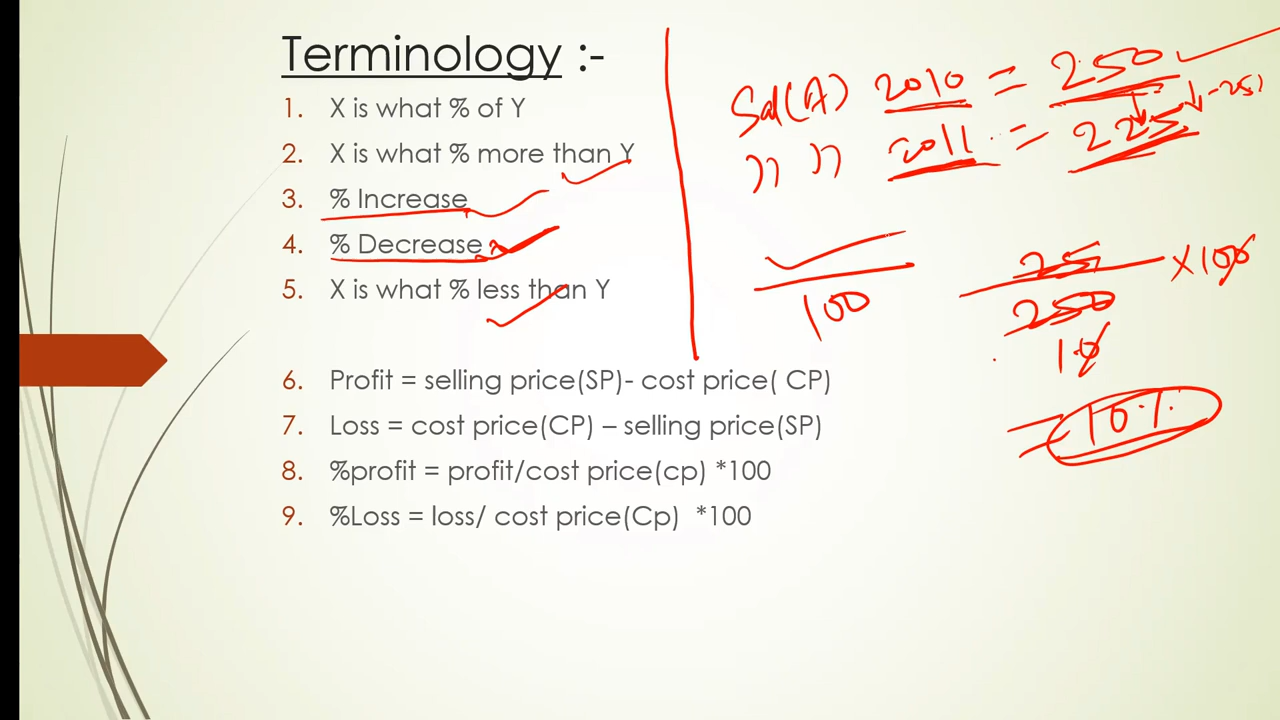 Terminology :-
1. X is what % of Y
2. X is what % more than Y
3. % Increase
4. % Decrease
5. X is what % less than Y
6. Profit = selling price(SP)- cost price( CP)
7. Loss = cost price(CP) – selling price(SP)
8. %profit = profit/cost price(cp) *100
9. %Loss = loss/ cost price(Cp)  *100
Sal(A) 2010 = 250
-25
,, ,, 2011 = 225
100
25 X100
250
10
= 10%